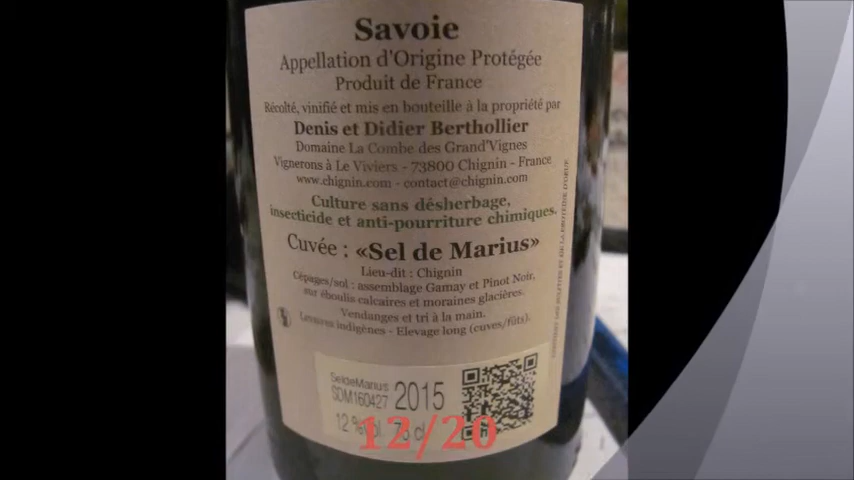 Savoie
Appellation d'Origine Protégée
Produit de France
Récolté, vinifié et mis en bouteille à la propriété par
Denis et Didier Berthollier
Domaine La Combe des Grand'Vignes
Vignerons à Le Viviers - 73800 Chignin - France
www.chignin.com - contact@chignin.com
Culture sans désherbage,
insecticide et anti-pourriture chimiques.
Cuvée : «Sel de Marius»
Lieu-dit : Chignin
Cépages/sol : assemblage Gamay et Pinot Noir,
sur éboulis calcaires et moraines glacières.
Vendanges et tri à la main.
Levures indigènes - Elevage long (cuves/fûts).
SeldeMarius
SDM160427
2015
12 %vol. 75 cl
12/20